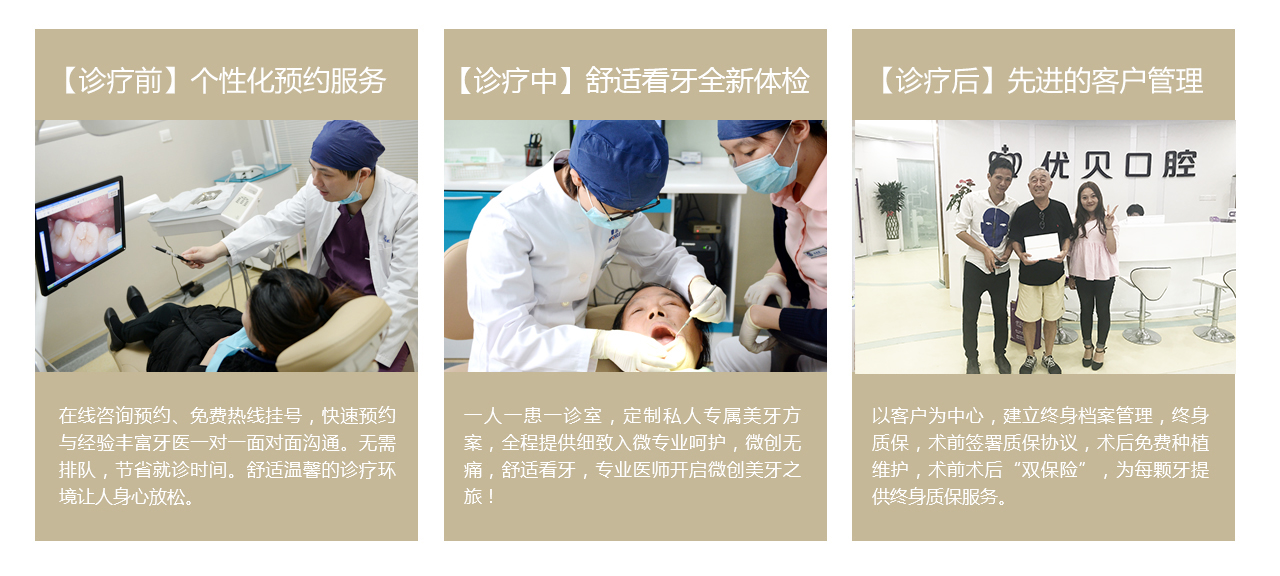 【诊疗前】个性化预约服务
在线咨询预约、免费热线挂号，快速预约
与经验丰富牙医一对一面对面沟通。无需
排队，节省就诊时间。舒适温馨的诊疗环
境让人身心放松。
【诊疗中】舒适看牙全新体检
一人一患一诊室，定制私人专属美牙方
案，全程提供细致入微专业呵护，微创无
痛，舒适看牙，专业医师开启微创美牙之
旅！
【诊疗后】先进的客户管理
优贝口腔
以客户为中心，建立终身档案管理，终身
质保，术前签署质保协议，术后免费种植
维护，术前术后“双保险”，为每颗牙提
供终身质保服务。